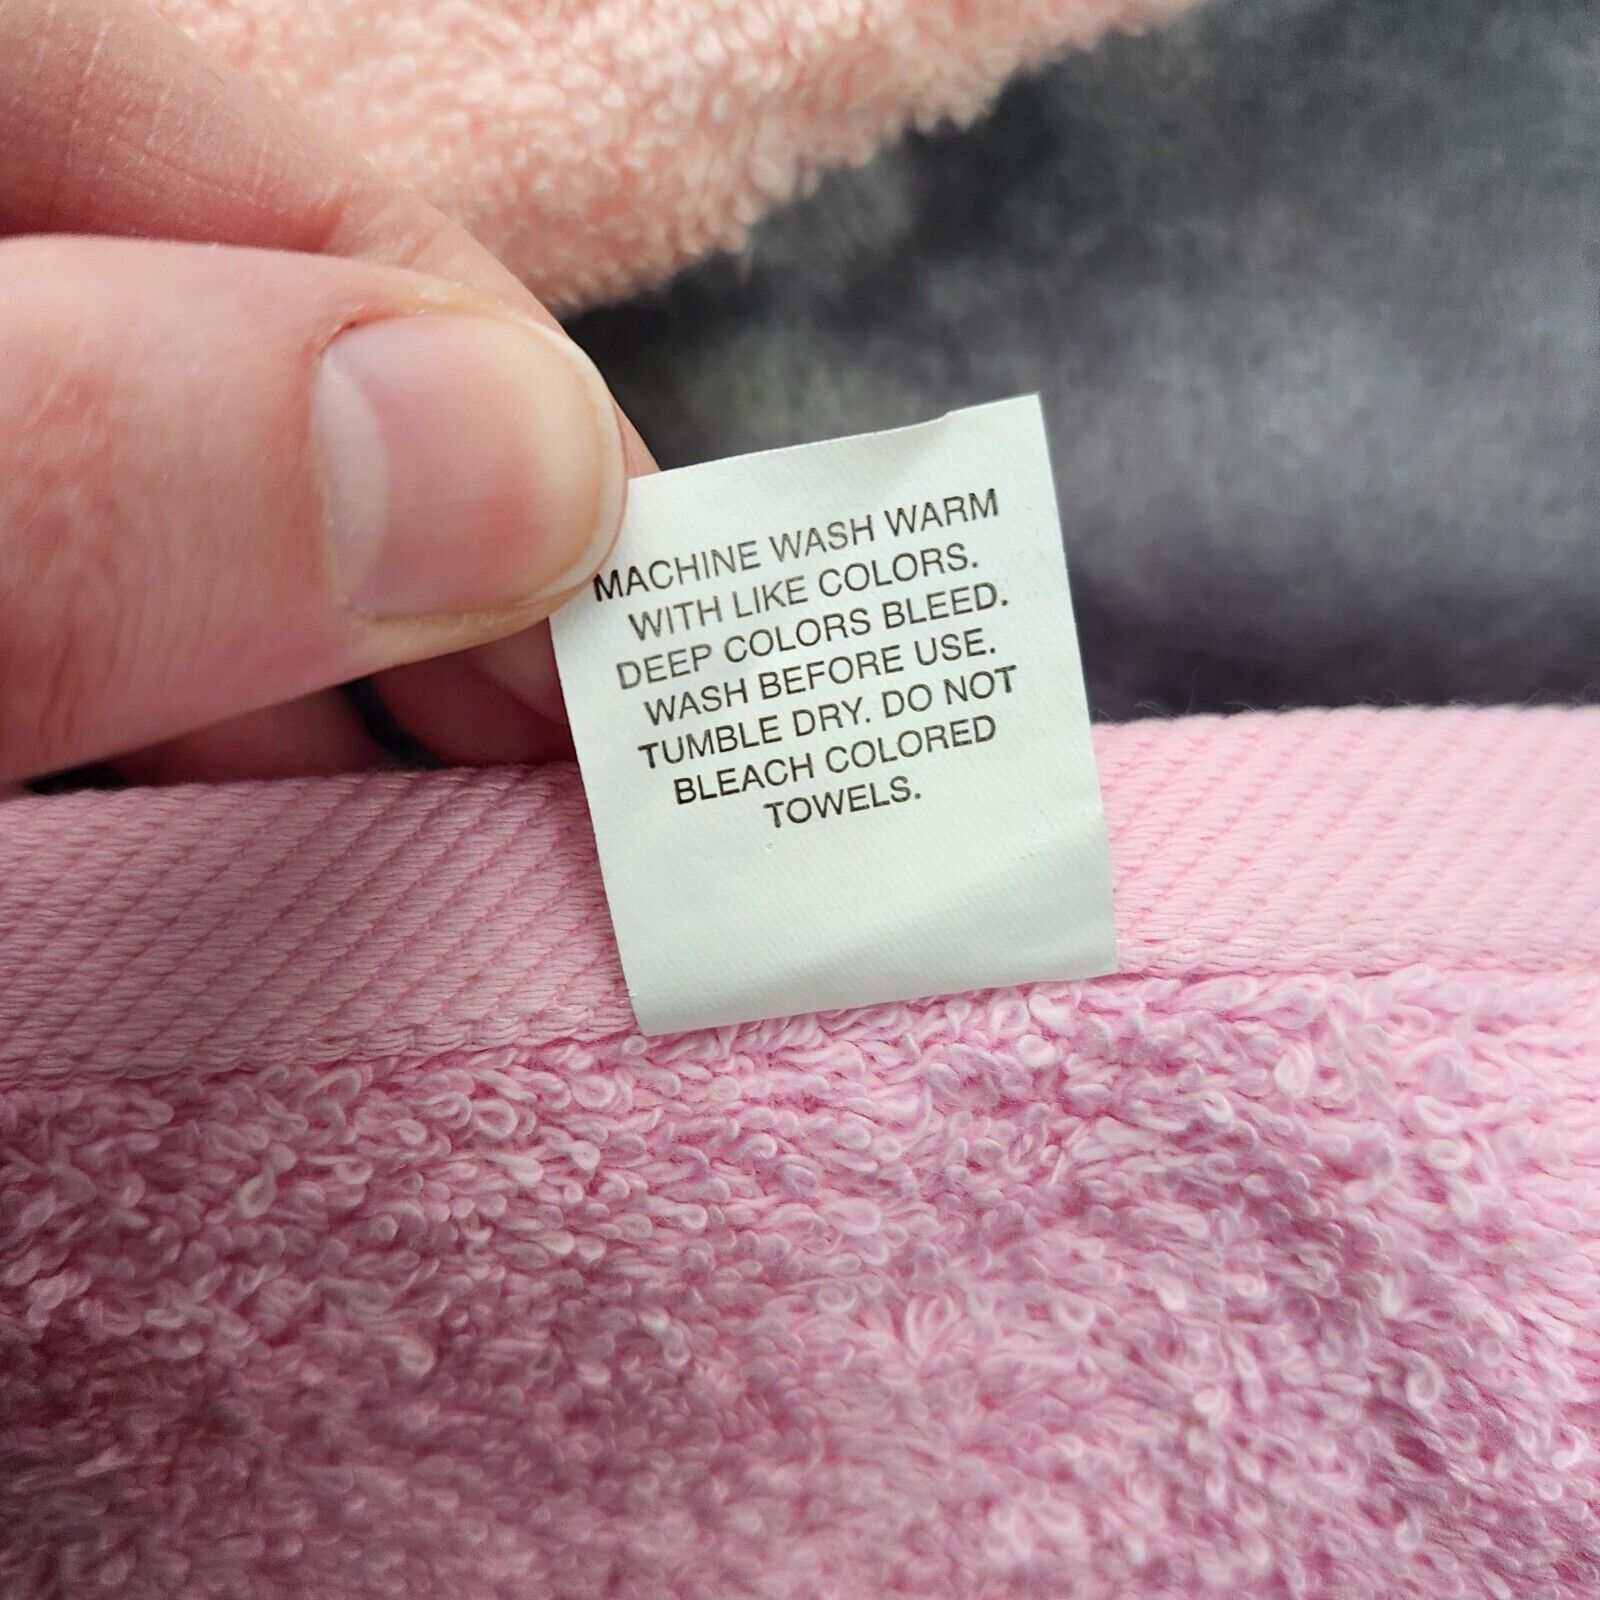 MACHINE WASH WARM
WITH LIKE COLORS.
DEEP COLORS BLEED.
WASH BEFORE USE.
TUMBLE DRY. DO NOT
BLEACH COLORED
TOWELS.